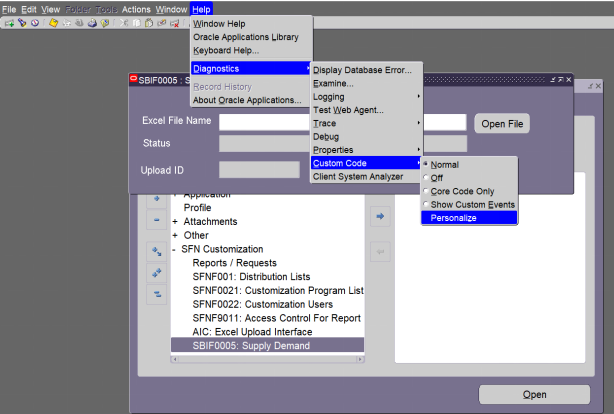 File Edit View Folder Tools Actions Window Help
Window Help
Oracle Applications Library
Keyboard Help...
Diagnostics
Record History
About Oracle Applications...
Display Database Error...
Examine...
Logging
Test Web Agent...
Trace
Debug
Properties
Custom Code
Client System Analyzer
Normal
Off
Core Code Only
Show Custom Events
Personalize
SBIF0005 : S
Excel File Name
Open File
Status
Upload ID
+ Application
Profile
+ Attachments
+ Other
- SFN Customization
Reports / Requests
SFNF001: Distribution Lists
SFNF0021: Customization Program List
SFNF0022: Customization Users
SFNF9011: Access Control For Report
AIC: Excel Upload Interface
SBIF0005: Supply Demand
Open